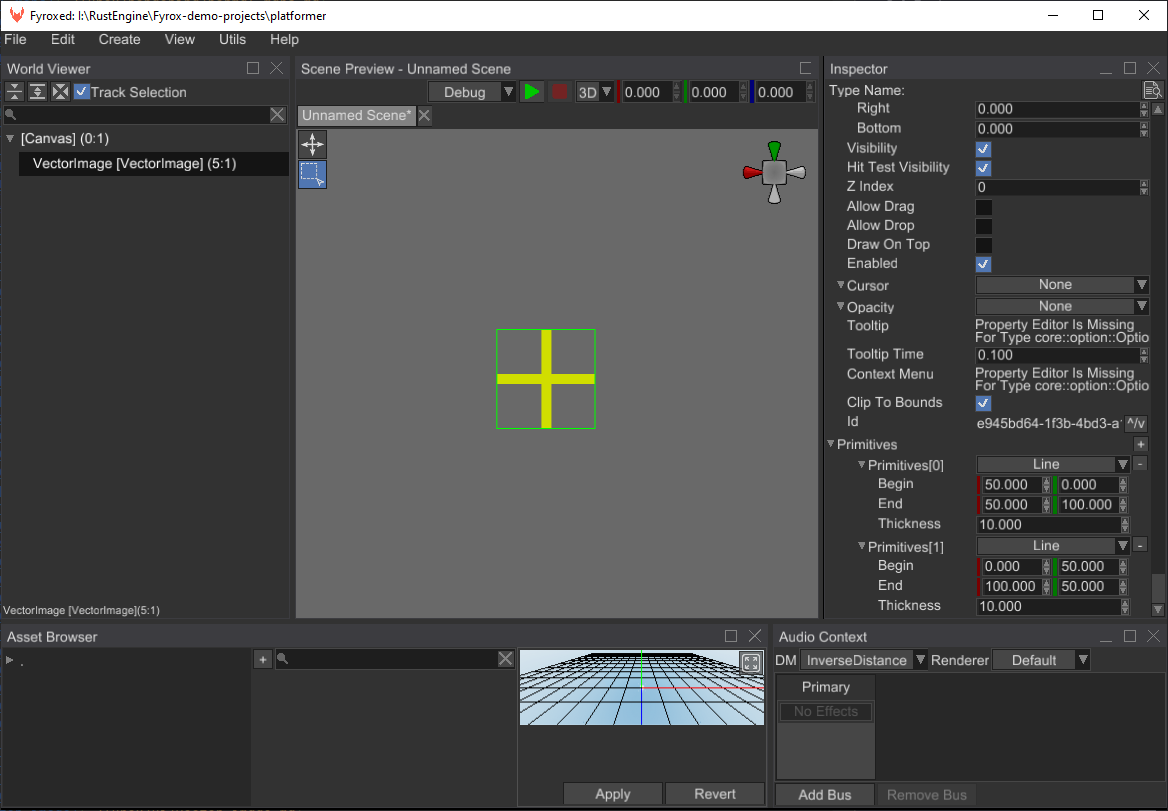 Fyroxed: I:\RustEngine\Fyrox-demo-projects\platformer
File Edit Create View Utils Help
World Viewer
Track Selection
[Canvas] (0:1)
VectorImage [VectorImage] (5:1)
VectorImage [VectorImage](5:1)
Scene Preview - Unnamed Scene
Debug 3D 0.000 0.000 0.000
Unnamed Scene*
Inspector
Type Name:
Right 0.000
Bottom 0.000
Visibility
Hit Test Visibility
Z Index 0
Allow Drag
Allow Drop
Draw On Top
Enabled
Cursor None
Opacity None
Tooltip Property Editor Is Missing
For Type core::option::Optio
Tooltip Time 0.100
Context Menu Property Editor Is Missing
For Type core::option::Optio
Clip To Bounds
Id e945bd64-1f3b-4bd3-a ^/v
Primitives +
Primitives[0] Line -
Begin 50.000 0.000
End 50.000 100.000
Thickness 10.000
Primitives[1] Line -
Begin 0.000 50.000
End 100.000 50.000
Thickness 10.000
Asset Browser
. +
Apply Revert
Audio Context
DM InverseDistance Renderer Default
Primary
No Effects
Add Bus Remove Bus